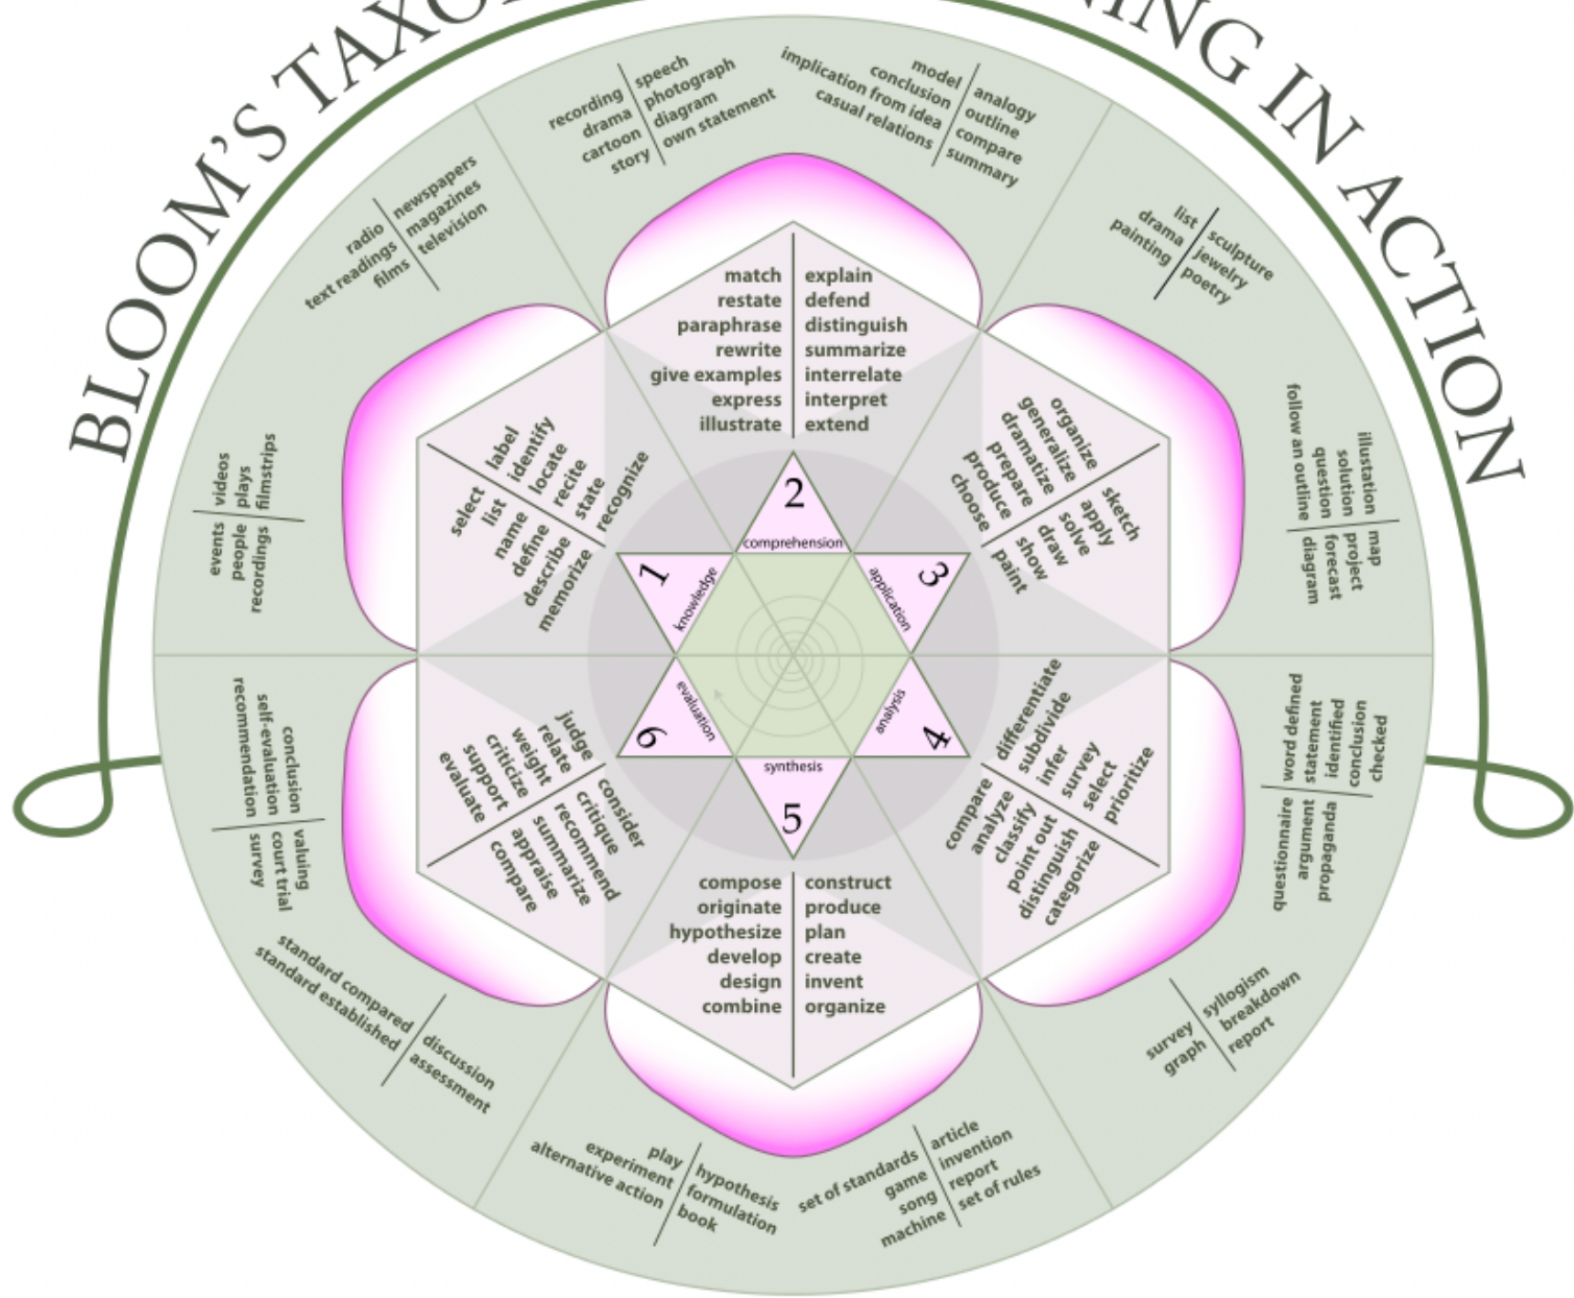 BLOOM'S TAXO
NING IN ACTION
1
knowledge
label
identify
locate
recite
state
recognize
select
list
name
define
describe
memorize
videos
plays
filmstrips
events
people
recordings
radio
text readings
films
newspapers
magazines
television
2
comprehension
match
restate
paraphrase
rewrite
give examples
express
illustrate
explain
defend
distinguish
summarize
interrelate
interpret
extend
recording
drama
cartoon
story
speech
photograph
diagram
own statement
model
conclusion
implication from idea
casual relations
analogy
outline
compare
summary
3
application
organize
generalize
dramatize
prepare
produce
choose
sketch
apply
solve
draw
show
paint
list
drama
painting
sculpture
jewelry
poetry
illustation
solution
question
follow an outline
map
project
forecast
diagram
4
analysis
differentiate
subdivide
infer
survey
select
prioritize
compare
analyze
classify
point out
distinguish
categorize
word defined
statement
identified
conclusion
checked
questionnaire
argument
propaganda
survey
graph
syllogism
breakdown
report
5
synthesis
compose
originate
hypothesize
develop
design
combine
construct
produce
plan
create
invent
organize
set of standards
game
song
machine
article
invention
report
set of rules
play
experiment
alternative action
hypothesis
formulation
book
6
evaluation
judge
relate
weight
criticize
support
evaluate
consider
critique
recommend
summarize
appraise
compare
standard compared
standard established
discussion
assessment
conclusion
self-evaluation
recommendation
valuing
court trial
survey